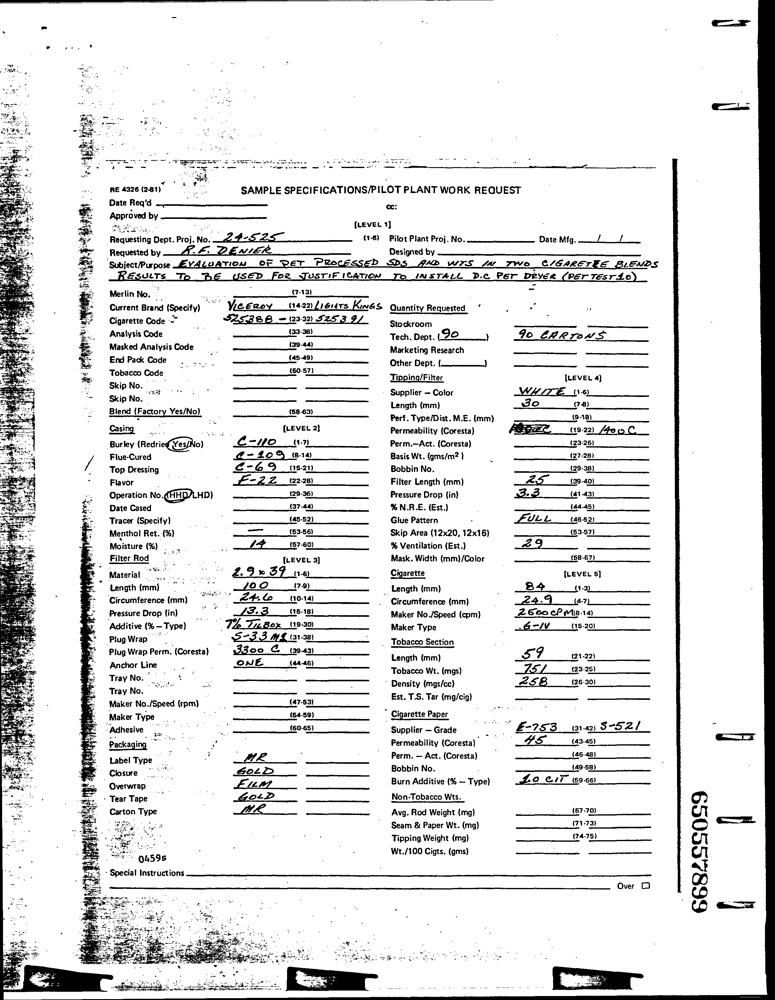 RE 4326 (2-81)
SAMPLE SPECIFICATIONS/PILOT PLANT WORK REQUEST
Date Req'd
cc:
Approved by
[LEVEL 1]
Requesting Dept. Proj. No. 24-525 (1-6) Pilot Plant Proj. No. Date Mfg. / /
Requested by R.F. DENIER Designed by
Subject/Purpose EVALUATION OF PET PROCESSED SDS AND WTS IN TWO CIGARETTE BLENDS
RESULTS TO BE USED FOR JUSTIFICATION TO INSTALL D.C PET DRYER (PET TEST 10)
Merlin No. (7-13)
Current Brand (Specify) VICEROY (14-22) LIGHTS KINGS Quantity Requested
Cigarette Code 525388 - (23-32) 525391 Stockroom
Analysis Code (33-38) Tech. Dept. (90) 90 CARTONS
Masked Analysis Code (39-44) Marketing Research
End Pack Code (45-49) Other Dept. ( )
Tobacco Code (50-57) Tipping/Filter [LEVEL 4]
Skip No. Supplier – Color WHITE (1-6)
Skip No. Length (mm) 30 (7-8)
Blend (Factory Yes/No) (58-63) Perf. Type/Dist. M.E. (mm) (9-18)
Casing [LEVEL 2] Permeability (Coresta) (19-22) 1400 C
Burley (Redried Yes/No) C-110 (1-7) Perm.–Act. (Coresta) (23-26)
Flue-Cured C-109 (8-14) Basis Wt. (gms/m²) (27-28)
Top Dressing C-69 (15-21) Bobbin No. (29-38)
Flavor F-22 (22-28) Filter Length (mm) 25 (39-40)
Operation No. (HHD/LHD) (29-36) Pressure Drop (in) 3.3 (41-43)
Date Cased (37-44) % N.R.E. (Est.) (44-45)
Tracer (Specify) (45-52) Glue Pattern FULL (46-52)
Menthol Ret. (%) — (53-56) Skip Area (12x20, 12x16) (53-57)
Moisture (%) 14 (57-60) % Ventilation (Est.) 29
Filter Rod [LEVEL 3] Mask. Width (mm)/Color (58-67)
Material 2.9 x 39 (1-6) Cigarette [LEVEL 5]
Length (mm) 100 (7-9) Length (mm) 84 (1-3)
Circumference (mm) 24.6 (10-14) Circumference (mm) 24.9 (4-7)
Pressure Drop (in) 13.3 (15-18) Maker No./Speed (cpm) 2600 CPM (8-14)
Additive (% – Type) 7% TILBOX (19-30) Maker Type G-IV (15-20)
Plug Wrap 5-33 M1 (31-38) Tobacco Section
Plug Wrap Perm. (Coresta) 3300 C (39-43) Length (mm) 59 (21-22)
Anchor Line ONE (44-46) Tobacco Wt. (mgs) 751 (23-25)
Tray No. Density (mgs/cc) 258 (26-30)
Tray No. Est. T.S. Tar (mg/cig)
Maker No./Speed (rpm) (47-53)
Maker Type (54-59) Cigarette Paper
Adhesive (60-65) Supplier – Grade E-753 (31-42) S-521
Packaging Permeability (Coresta) 45 (43-45)
Label Type MR Perm. – Act. (Coresta) (46-48)
Closure GOLD Bobbin No. (49-58)
Overwrap FILM Burn Additive (% – Type) 1.0 CIT (59-66)
Tear Tape GOLD Non-Tobacco Wts.
Carton Type MR Avg. Rod Weight (mg) (67-70)
Seam & Paper Wt. (mg) (71-73)
Tipping Weight (mg) (74-75)
Wt./100 Cigts. (gms)
04596
Special Instructions
Over
650557899